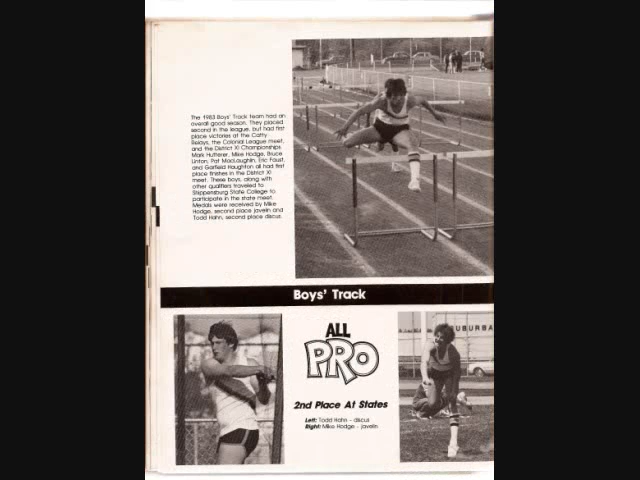 The 1983 Boys' Track team had an
overall good season. They placed
second in the league, but had first
place victories at the Catty
Relays, the Colonial League meet,
and the District XI Championships.
Mark Hufferer, Mike Hodge, Bruce
Linton, Pat MacLaughlin, Eric Faust,
and Garfield Haughton all had first
place finishes in the District XI
meet. These boys, along with
other qualifiers traveled to
Shippensburg State College to
participate in the state meet.
Medals were received by Mike
Hodge, second place javelin and
Todd Hahn, second place discus.
Boys' Track
ALL
PRO
SUBURBA
2nd Place At States
Left: Todd Hahn - discus
Right: Mike Hodge - javelin